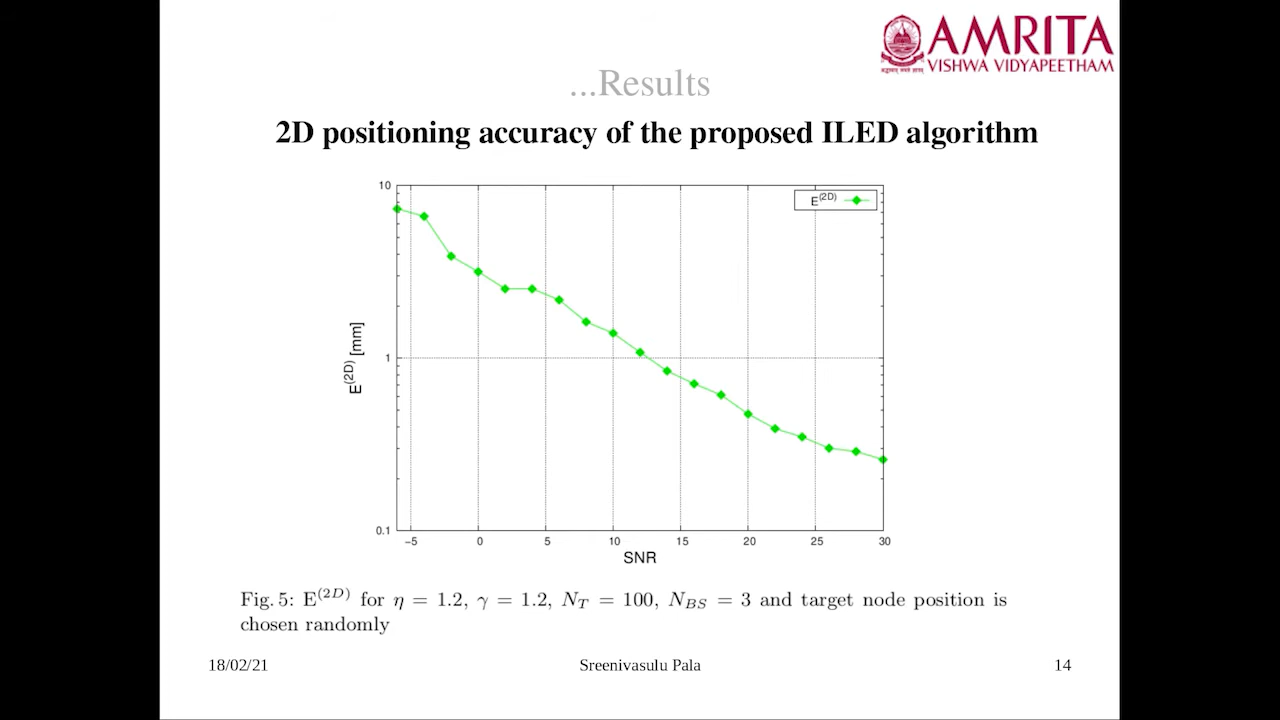 AMRITA
VISHWA VIDYAPEETHAM
...Results
2D positioning accuracy of the proposed ILED algorithm
10
E(2D)
E(2D) [mm]
1
0.1
−5 0 5 10 15 20 25 30
SNR
Fig. 5: E(2D) for η = 1.2, γ = 1.2, NT = 100, NBS = 3 and target node position is
chosen randomly
18/02/21 Sreenivasulu Pala 14